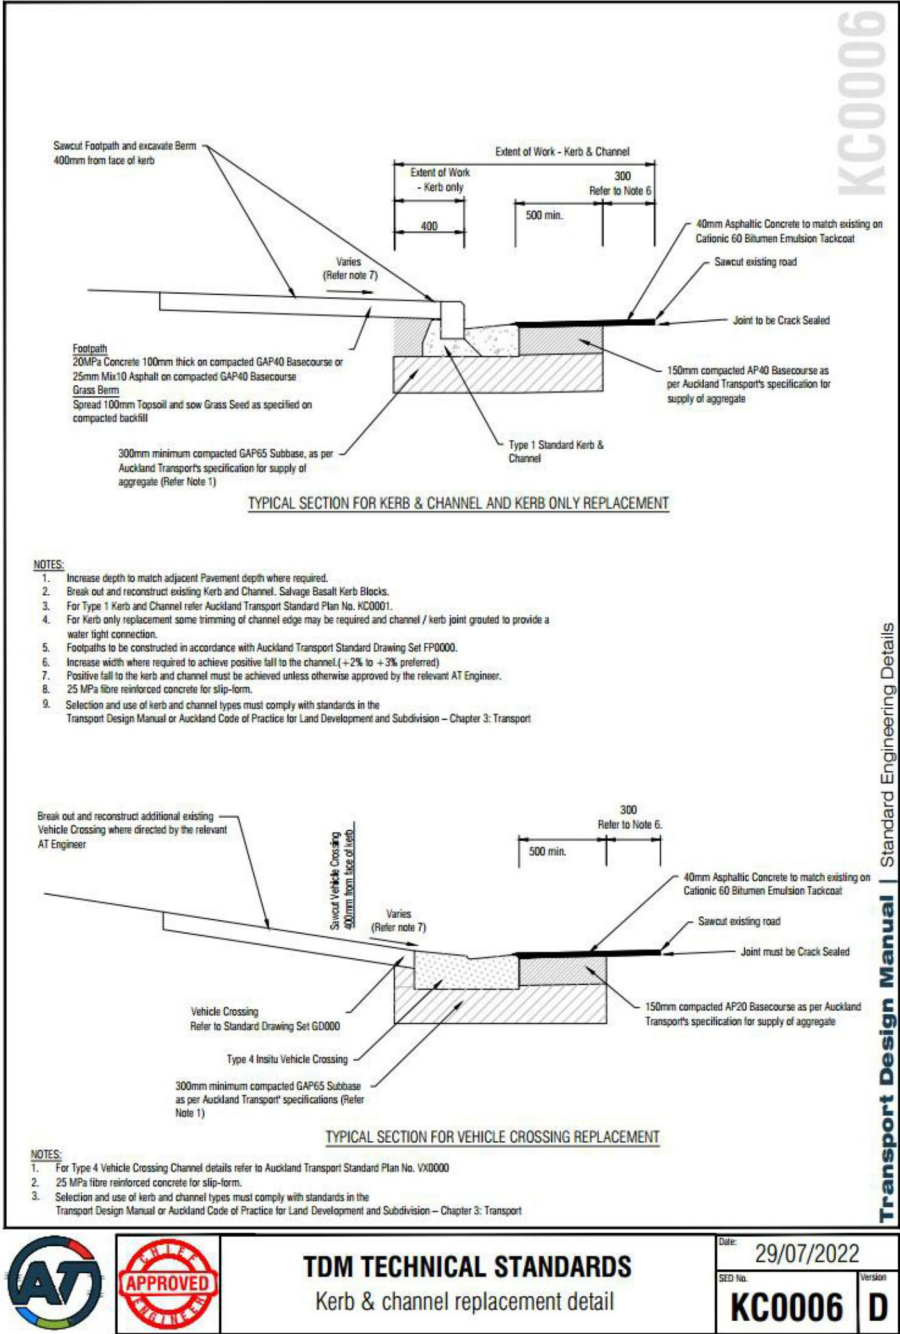 KC0006
Sawcut Footpath and excavate Berm
400mm from face of kerb
Extent of Work - Kerb & Channel
Extent of Work
- Kerb only
300
Refer to Note 6
400
500 min.
40mm Asphaltic Concrete to match existing on
Cationic 60 Bitumen Emulsion Tackcoat
Varies
(Refer note 7)
Sawcut existing road
Joint to be Crack Sealed
Footpath
20MPa Concrete 100mm thick on compacted GAP40 Basecourse or
25mm Mix10 Asphalt on compacted GAP40 Basecourse
Grass Berm
Spread 100mm Topsoil and sow Grass Seed as specified on
compacted backfill
150mm compacted AP40 Basecourse as
per Auckland Transport's specification for
supply of aggregate
300mm minimum compacted GAP65 Subbase, as per
Auckland Transport's specification for supply of
aggregate (Refer Note 1)
Type 1 Standard Kerb &
Channel
TYPICAL SECTION FOR KERB & CHANNEL AND KERB ONLY REPLACEMENT
NOTES:
1. Increase depth to match adjacent Pavement depth where required.
2. Break out and reconstruct existing Kerb and Channel. Salvage Basalt Kerb Blocks.
3. For Type 1 Kerb and Channel refer Auckland Transport Standard Plan No. KC0001.
4. For Kerb only replacement some trimming of channel edge may be required and channel / kerb joint grouted to provide a
water tight connection.
5. Footpaths to be constructed in accordance with Auckland Transport Standard Drawing Set FP0000.
6. Increase width where required to achieve positive fall to the channel.(+2% to +3% preferred)
7. Positive fall to the kerb and channel must be achieved unless otherwise approved by the relevant AT Engineer.
8. 25 MPa fibre reinforced concrete for slip-form.
9. Selection and use of kerb and channel types must comply with standards in the
Transport Design Manual or Auckland Code of Practice for Land Development and Subdivision – Chapter 3: Transport
Break out and reconstruct additional existing
Vehicle Crossing where directed by the relevant
AT Engineer
Sawcut Vehicle Crossing
400mm from face of kerb
300
Refer to Note 6.
500 min.
Varies
(Refer note 7)
40mm Asphaltic Concrete to match existing on
Cationic 60 Bitumen Emulsion Tackcoat
Sawcut existing road
Joint must be Crack Sealed
Vehicle Crossing
Refer to Standard Drawing Set GD000
150mm compacted AP20 Basecourse as per Auckland
Transport's specification for supply of aggregate
Type 4 Insitu Vehicle Crossing
300mm minimum compacted GAP65 Subbase
as per Auckland Transport' specifications (Refer
Note 1)
TYPICAL SECTION FOR VEHICLE CROSSING REPLACEMENT
NOTES:
1. For Type 4 Vehicle Crossing Channel details refer to Auckland Transport Standard Plan No. VX0000
2. 25 MPa fibre reinforced concrete for slip-form.
3. Selection and use of kerb and channel types must comply with standards in the
Transport Design Manual or Auckland Code of Practice for Land Development and Subdivision – Chapter 3: Transport
Transport Design Manual | Standard Engineering Details
AT
CHIEF
APPROVED
ENGINEER
TDM TECHNICAL STANDARDS
Kerb & channel replacement detail
Date:
29/07/2022
SED No.
KC0006
Version
D